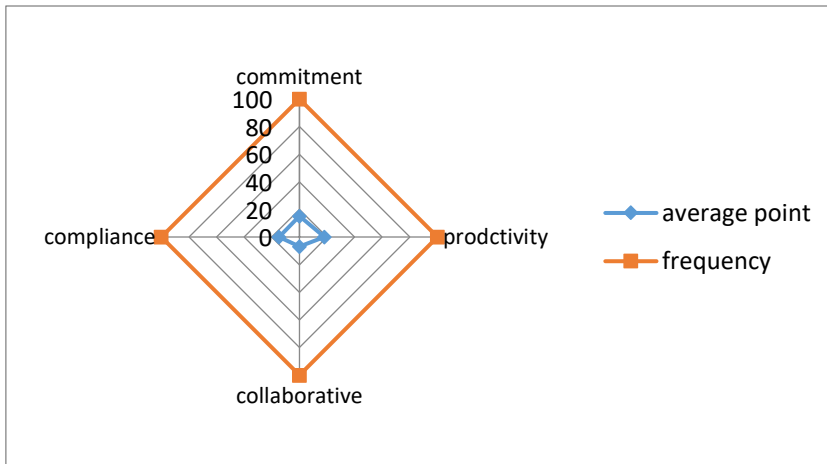 commitment
100
80
60
40
20
0
compliance
prodctivity
collaborative
average point
frequency